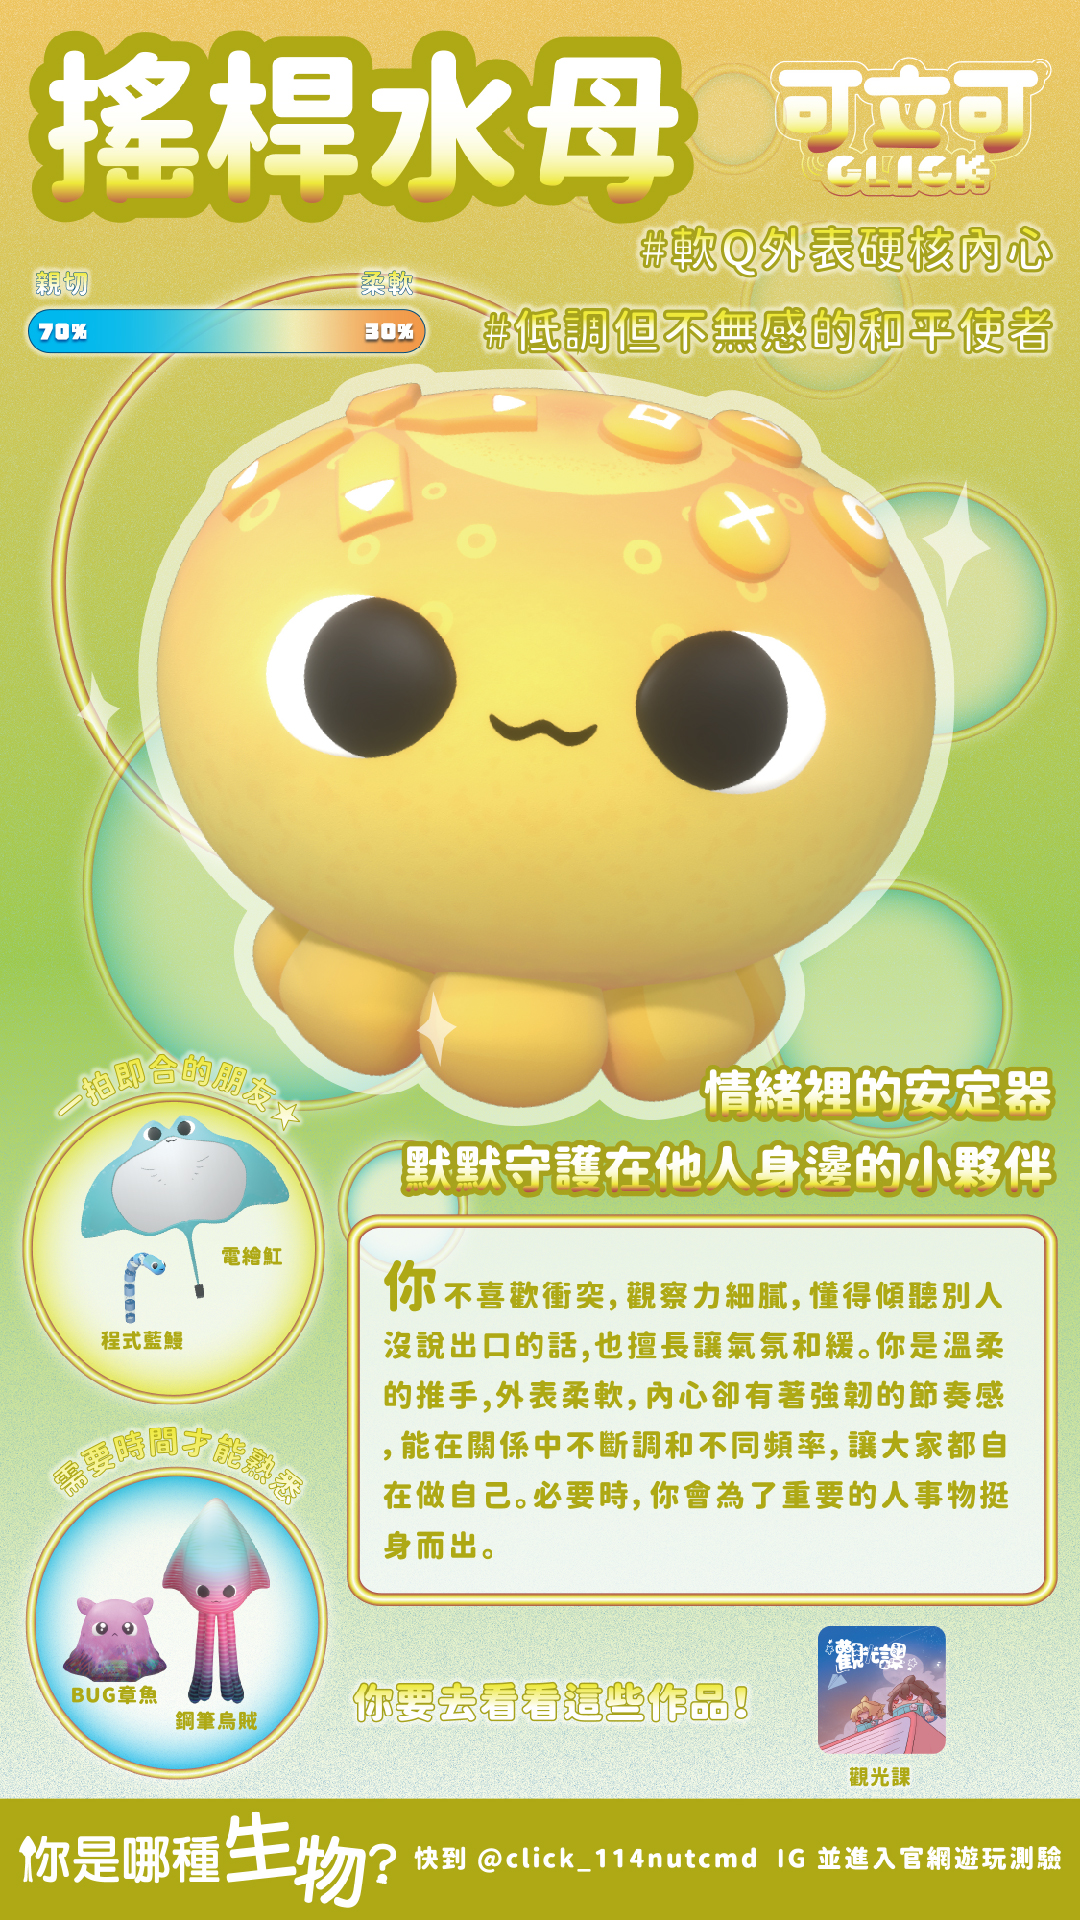 搖桿水母
可立可
CLICK
#軟Q外表硬核內心
親切 柔軟
70% 30%
#低調但不無感的和平使者
一拍即合的朋友
電繪魟
程式藍鰻
情緒裡的安定器
默默守護在他人身邊的小夥伴
你不喜歡衝突,觀察力細膩,懂得傾聽別人
沒說出口的話,也擅長讓氣氛和緩。你是溫柔
的推手,外表柔軟,內心卻有著強韌的節奏感
,能在關係中不斷調和不同頻率,讓大家都自
在做自己。必要時,你會為了重要的人事物挺
身而出。
需要時間才能熟悉
BUG章魚
鋼筆烏賊
你要去看看這些作品!
觀光課
觀光課
你是哪種生物? 快到 @click_114nutcmd IG 並進入官網遊玩測驗